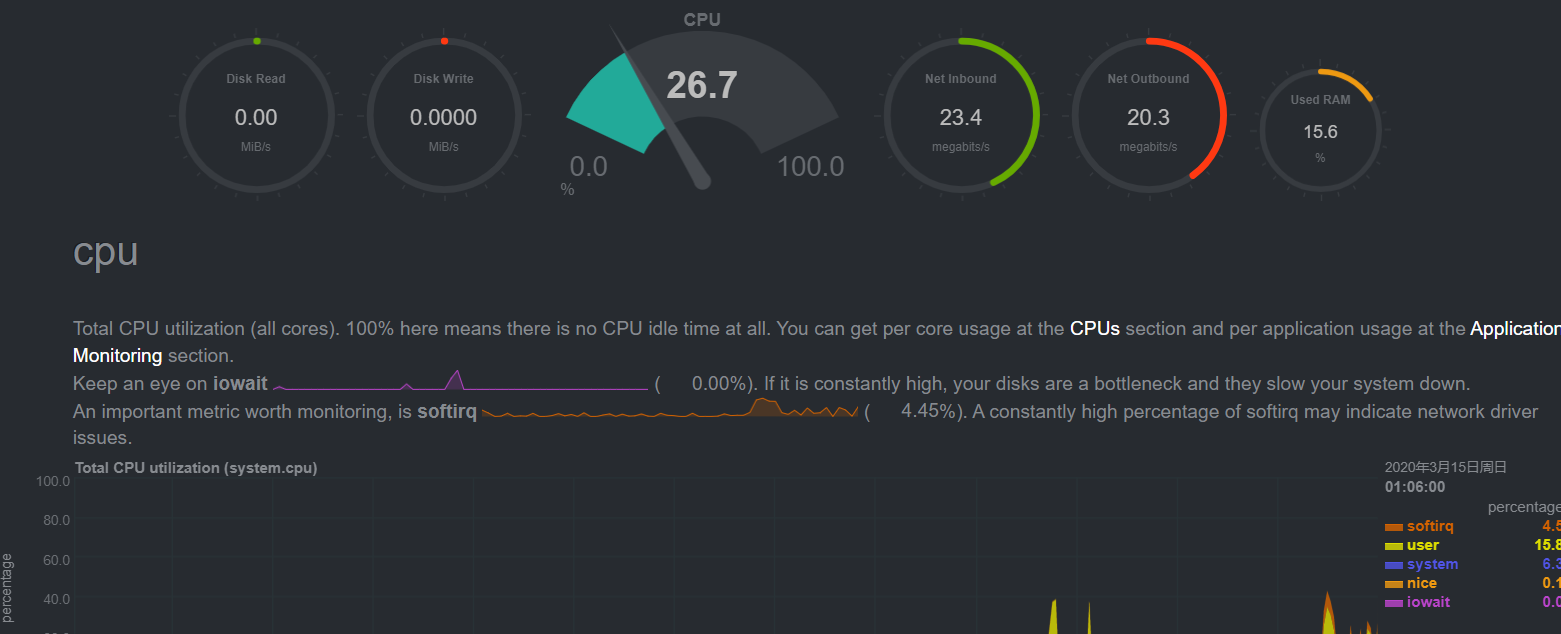 CPU
Disk Read
0.00
MiB/s
Disk Write
0.0000
MiB/s
26.7
0.0
100.0
%
Net Inbound
23.4
megabits/s
Net Outbound
20.3
megabits/s
Used RAM
15.6
%
cpu
Total CPU utilization (all cores). 100% here means there is no CPU idle time at all. You can get per core usage at the CPUs section and per application usage at the Application
Monitoring section.
Keep an eye on iowait ( 0.00%). If it is constantly high, your disks are a bottleneck and they slow your system down.
An important metric worth monitoring, is softirq ( 4.45%). A constantly high percentage of softirq may indicate network driver
issues.
Total CPU utilization (system.cpu)
2020年3月15日周日
01:06:00
percentage
100.0
80.0
60.0
40.0
percentage
softirq 4.5
user 15.8
system 6.3
nice 0.1
iowait 0.0